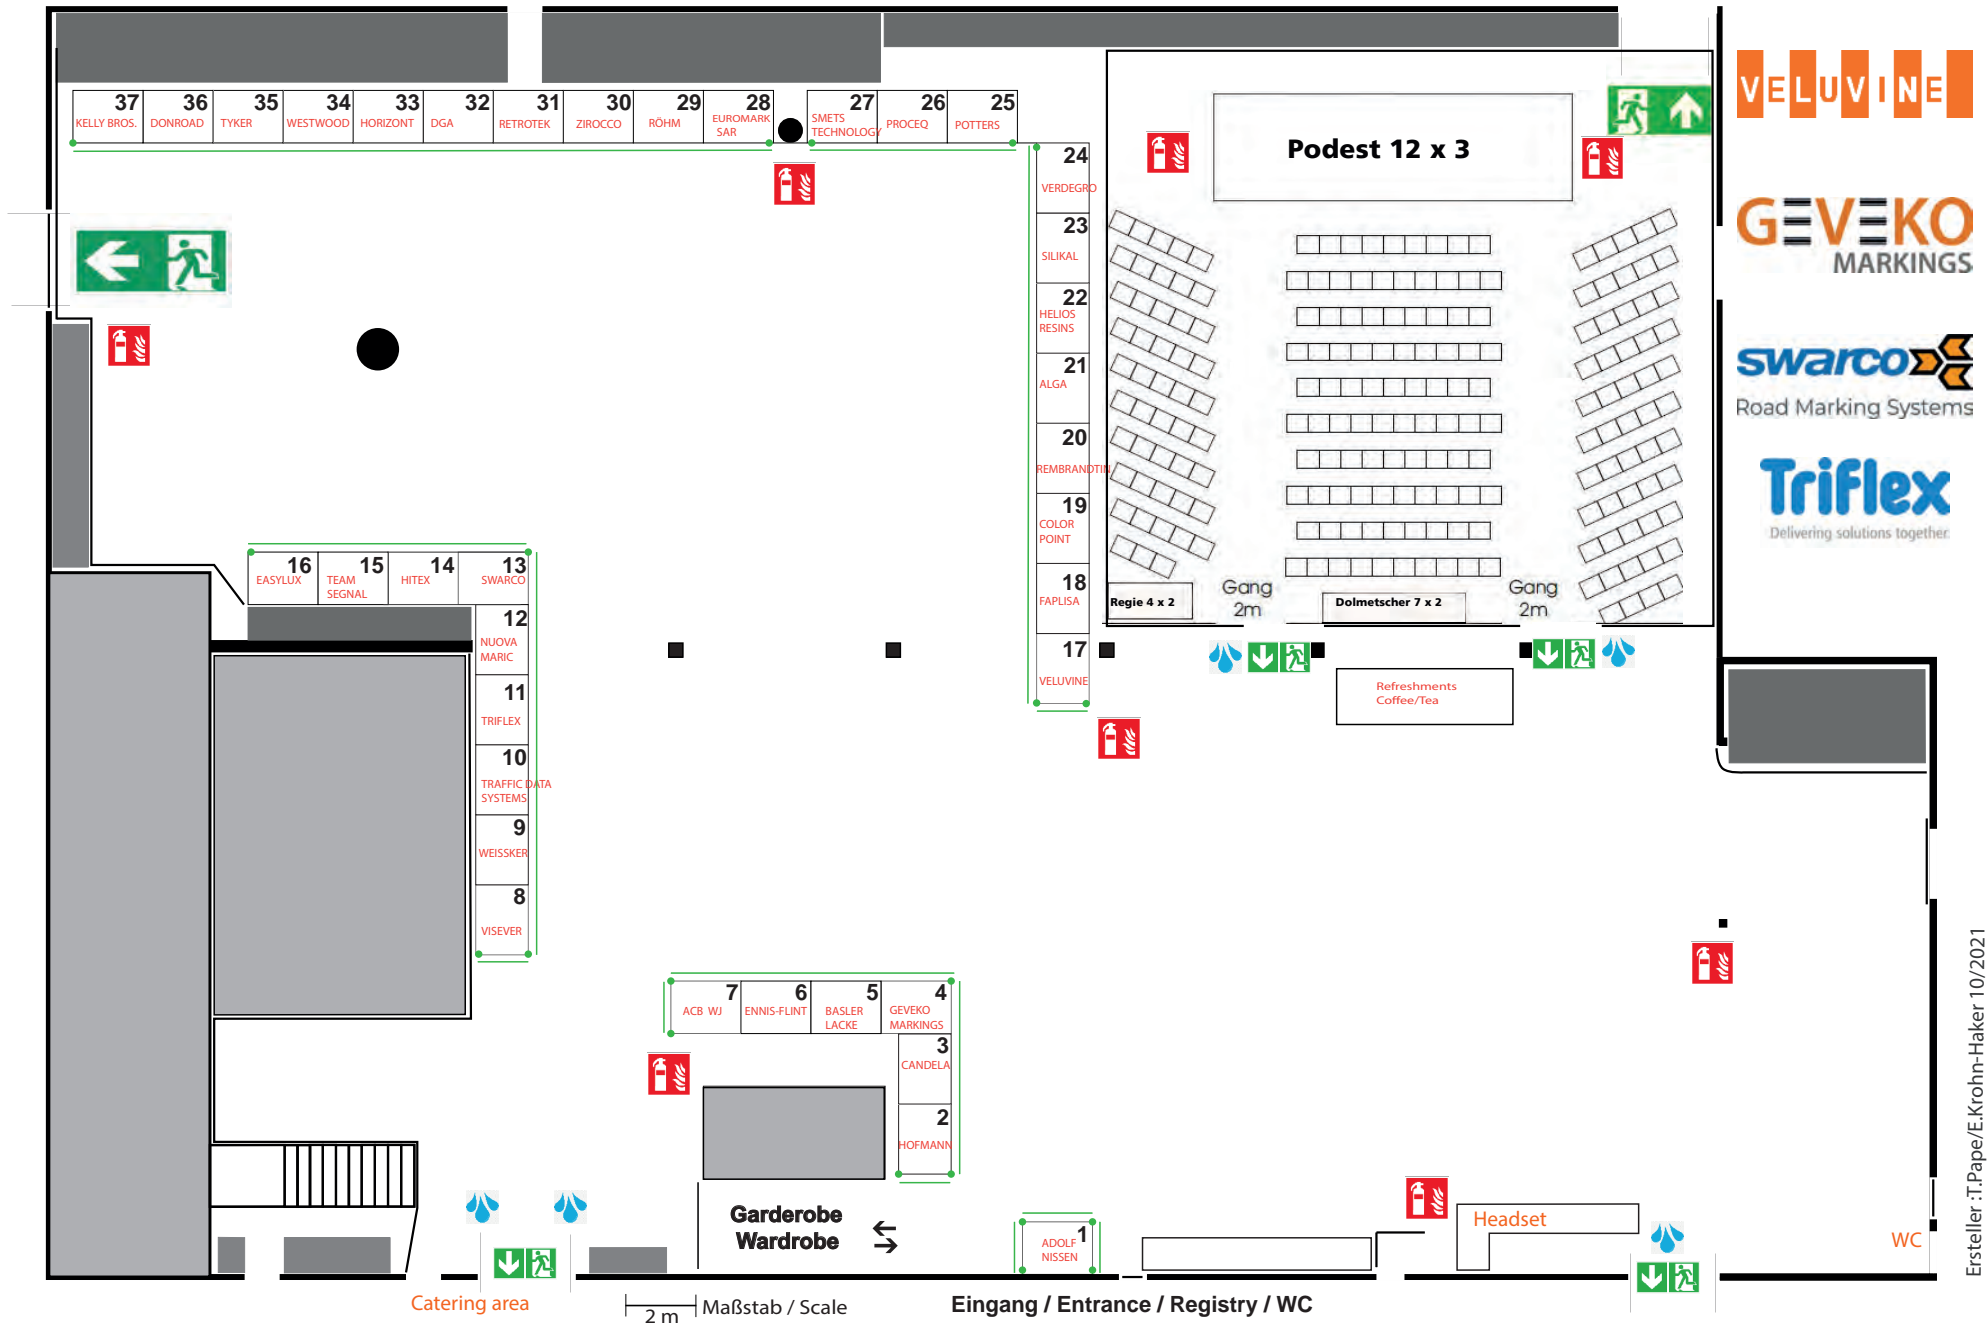 37
KELLY BROS.
36
DONROAD
35
TYKER
34
WESTWOOD
33
HORIZONT
32
DGA
31
RETROTEK
30
ZIROCCO
29
RÖHM
28
EUROMARK
SAR
27
SMETS
TECHNOLOGY
26
PROCEQ
25
POTTERS
24
VERDEGRO
23
SILIKAL
22
HELIOS
RESINS
21
ALGA
20
REMBRANDTIN
19
COLOR
POINT
18
FAPLISA
17
VELUVINE
Podest 12 x 3
Regie 4 x 2
Gang
2m
Dolmetscher 7 x 2
Gang
2m
Refreshments
Coffee/Tea
VELUVINE
GEVEKO
MARKINGS
swarco
Road Marking Systems
Triflex
Delivering solutions together.
16
EASYLUX
15
TEAM
SEGNAL
14
HITEX
13
SWARCO
12
NUOVA
MARIC
11
TRIFLEX
10
TRAFFIC DATA
SYSTEMS
9
WEISSKER
8
VISEVER
7
ACB WJ
6
ENNIS-FLINT
5
BASLER
LACKE
4
GEVEKO
MARKINGS
3
CANDELA
2
HOFMANN
Garderobe
Wardrobe
1
ADOLF
NISSEN
Headset
WC
Catering area
2 m
Maßstab / Scale
Eingang / Entrance / Registry / WC
Ersteller :T.Pape/E.Krohn-Haker 10/2021